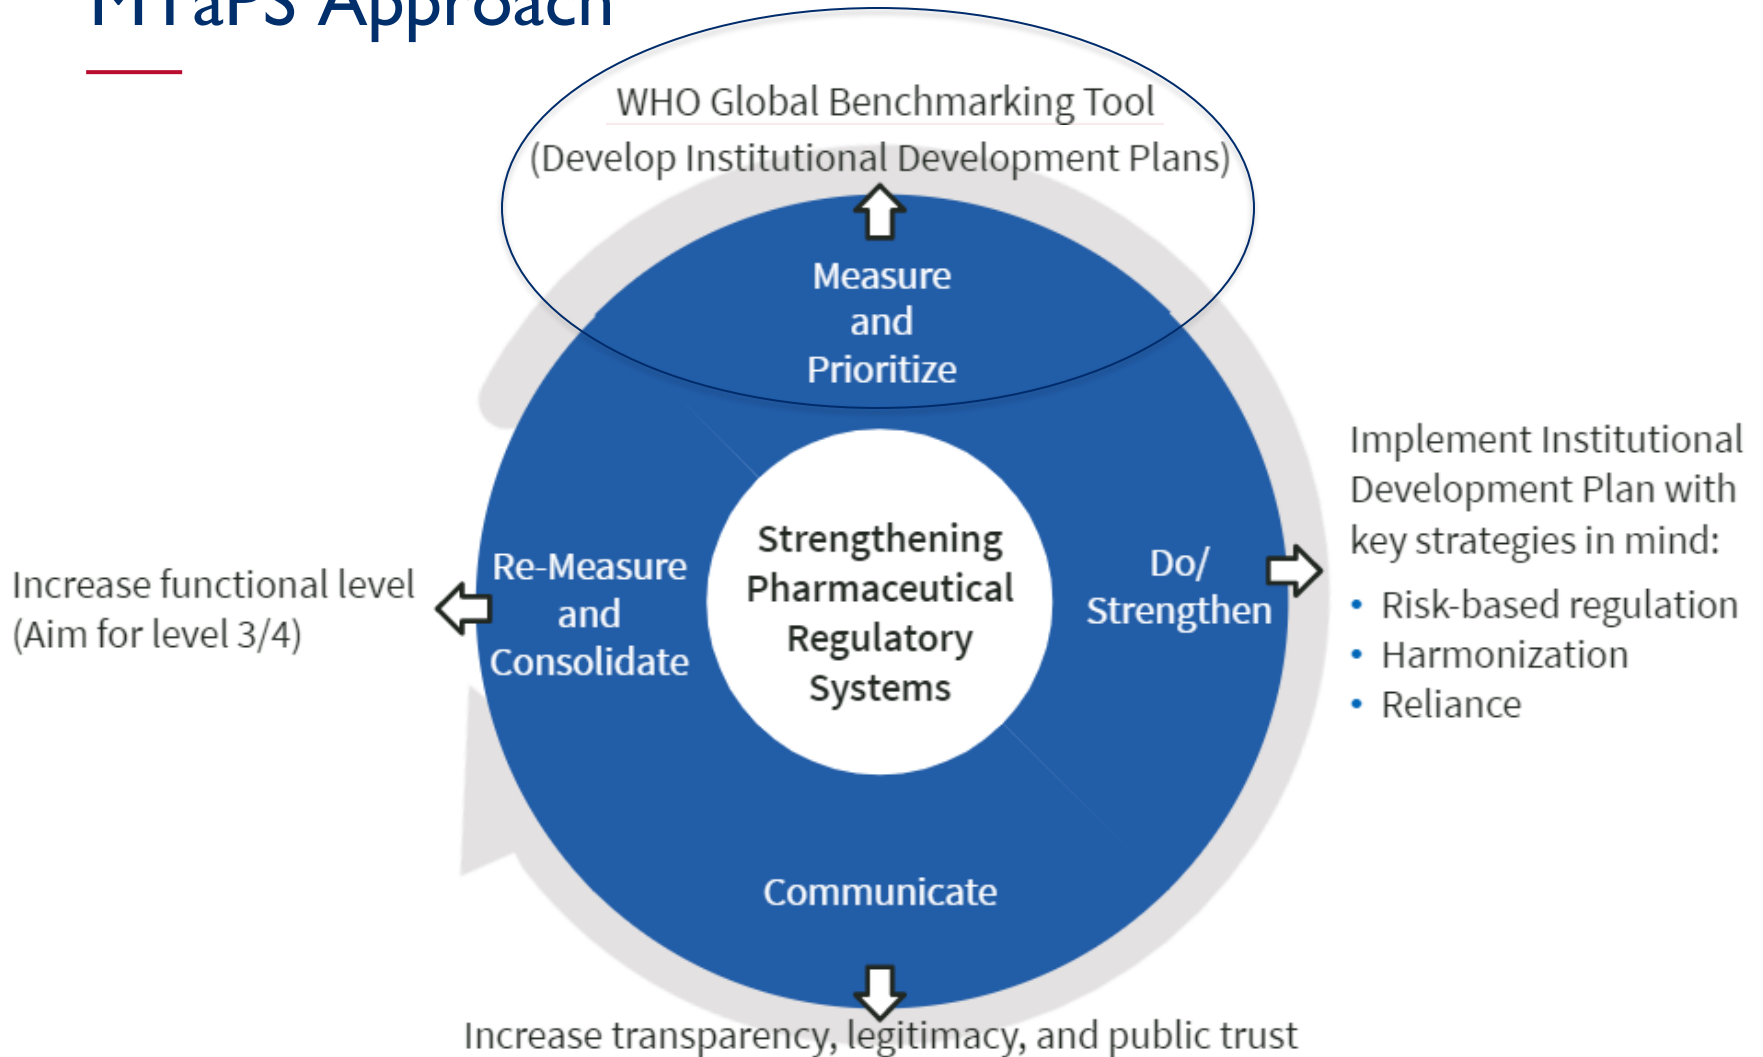 MTaPS Approach
WHO Global Benchmarking Tool
(Develop Institutional Development Plans)
Measure
and
Prioritize
Implement Institutional
Development Plan with
key strategies in mind:
• Risk-based regulation
• Harmonization
• Reliance
Do/
Strengthen
Strengthening
Pharmaceutical
Regulatory
Systems
Re-Measure
and
Consolidate
Increase functional level
(Aim for level 3/4)
Communicate
Increase transparency, legitimacy, and public trust